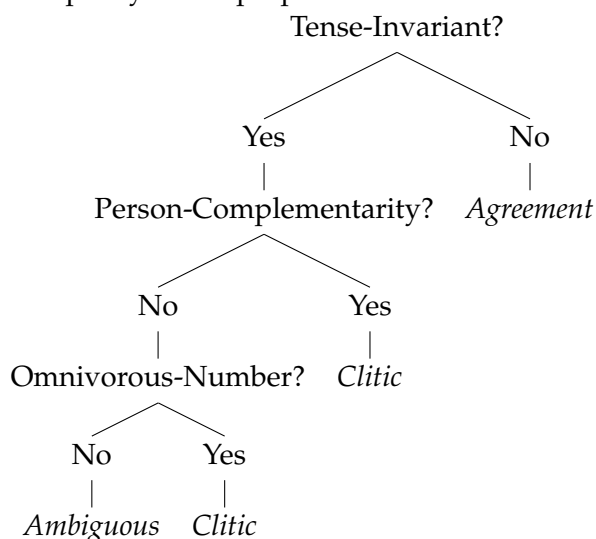 Tense-Invariant?
Yes No
Person-Complementarity? Agreement
No Yes
Omnivorous-Number? Clitic
No Yes
Ambiguous Clitic